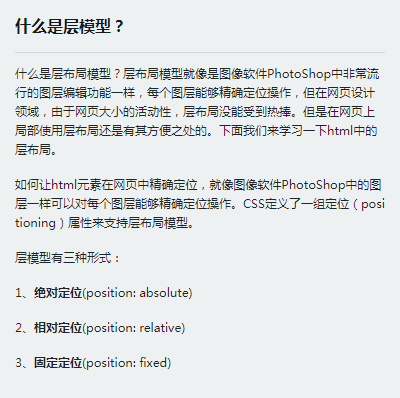 什么是层模型？
什么是层布局模型？层布局模型就像是图像软件PhotoShop中非常流
行的图层编辑功能一样，每个图层能够精确定位操作，但在网页设计
领域，由于网页大小的活动性，层布局没能受到热捧。但是在网页上
局部使用层布局还是有其方便之处的。下面我们来学习一下html中的
层布局。
如何让html元素在网页中精确定位，就像图像软件PhotoShop中的图
层一样可以对每个图层能够精确定位操作。CSS定义了一组定位（posi
tioning）属性来支持层布局模型。
层模型有三种形式：
1、绝对定位(position: absolute)
2、相对定位(position: relative)
3、固定定位(position: fixed)